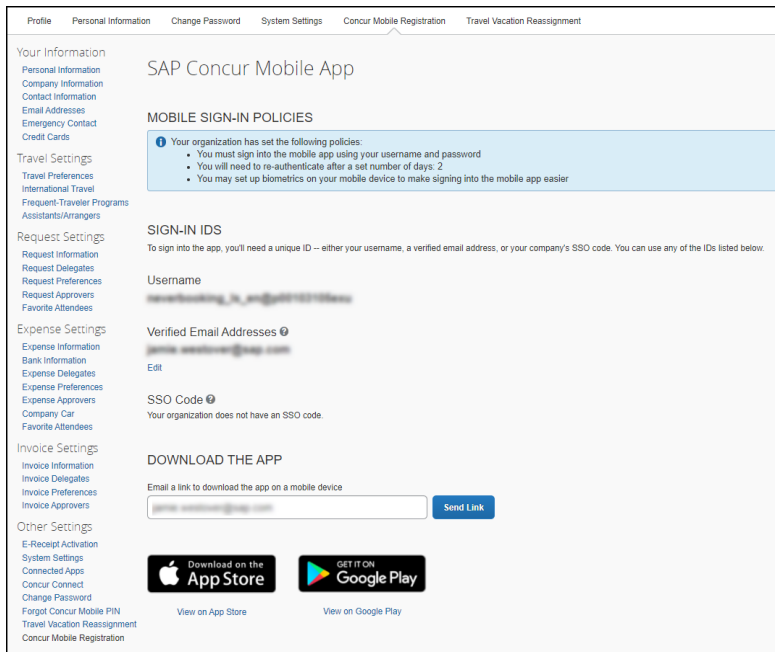 Profile Personal Information Change Password System Settings Concur Mobile Registration Travel Vacation Reassignment
Your Information
Personal Information
Company Information
Contact Information
Email Addresses
Emergency Contact
Credit Cards
Travel Settings
Travel Preferences
International Travel
Frequent-Traveler Programs
Assistants/Arrangers
Request Settings
Request Information
Request Delegates
Request Preferences
Request Approvers
Favorite Attendees
Expense Settings
Expense Information
Bank Information
Expense Delegates
Expense Preferences
Expense Approvers
Company Car
Favorite Attendees
Invoice Settings
Invoice Information
Invoice Delegates
Invoice Preferences
Invoice Approvers
Other Settings
E-Receipt Activation
System Settings
Connected Apps
Concur Connect
Change Password
Forgot Concur Mobile PIN
Travel Vacation Reassignment
Concur Mobile Registration
SAP Concur Mobile App
MOBILE SIGN-IN POLICIES
Your organization has set the following policies:
• You must sign into the mobile app using your username and password
• You will need to re-authenticate after a set number of days: 2
• You may set up biometrics on your mobile device to make signing into the mobile app easier
SIGN-IN IDS
To sign into the app, you'll need a unique ID -- either your username, a verified email address, or your company's SSO code. You can use any of the IDs listed below.
Username
Verified Email Addresses
Edit
SSO Code
Your organization does not have an SSO code.
DOWNLOAD THE APP
Email a link to download the app on a mobile device
Send Link
Download on the
App Store
GET IT ON
Google Play
View on App Store
View on Google Play